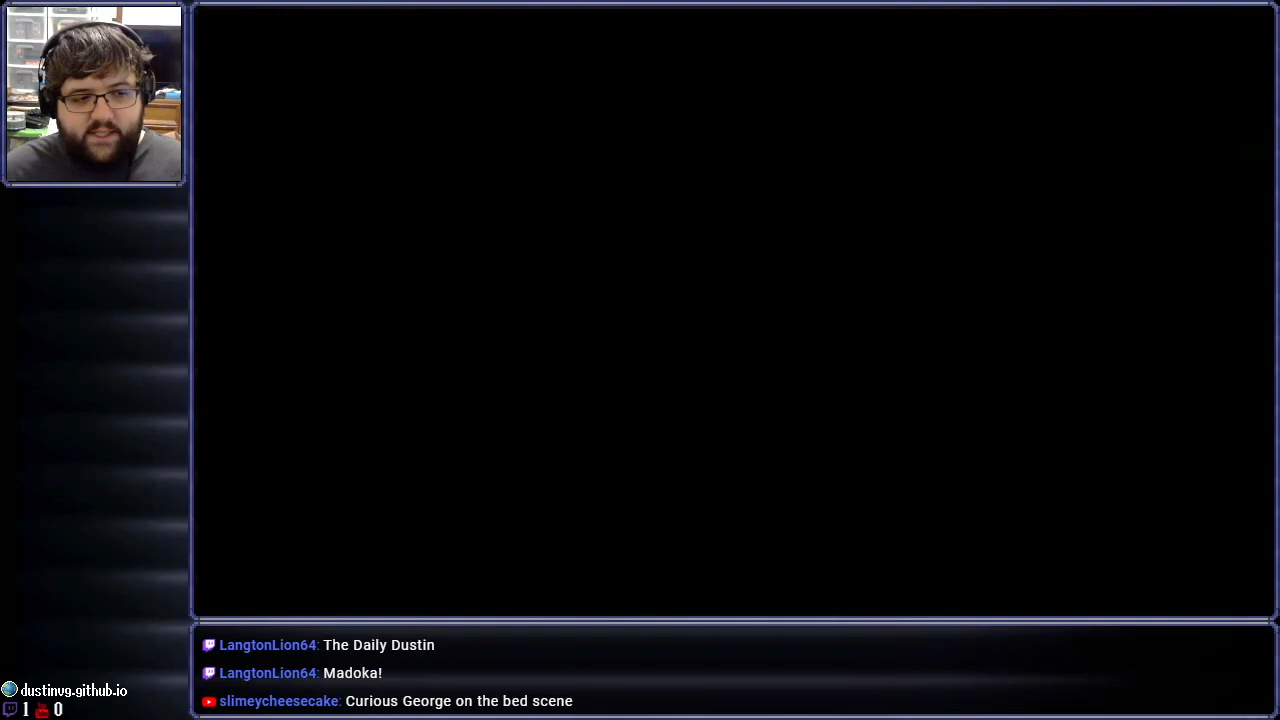 LangtonLion64: The Daily Dustin
LangtonLion64: Madoka!
slimeycheesecake: Curious George on the bed scene
dustinvg.github.io
1 0